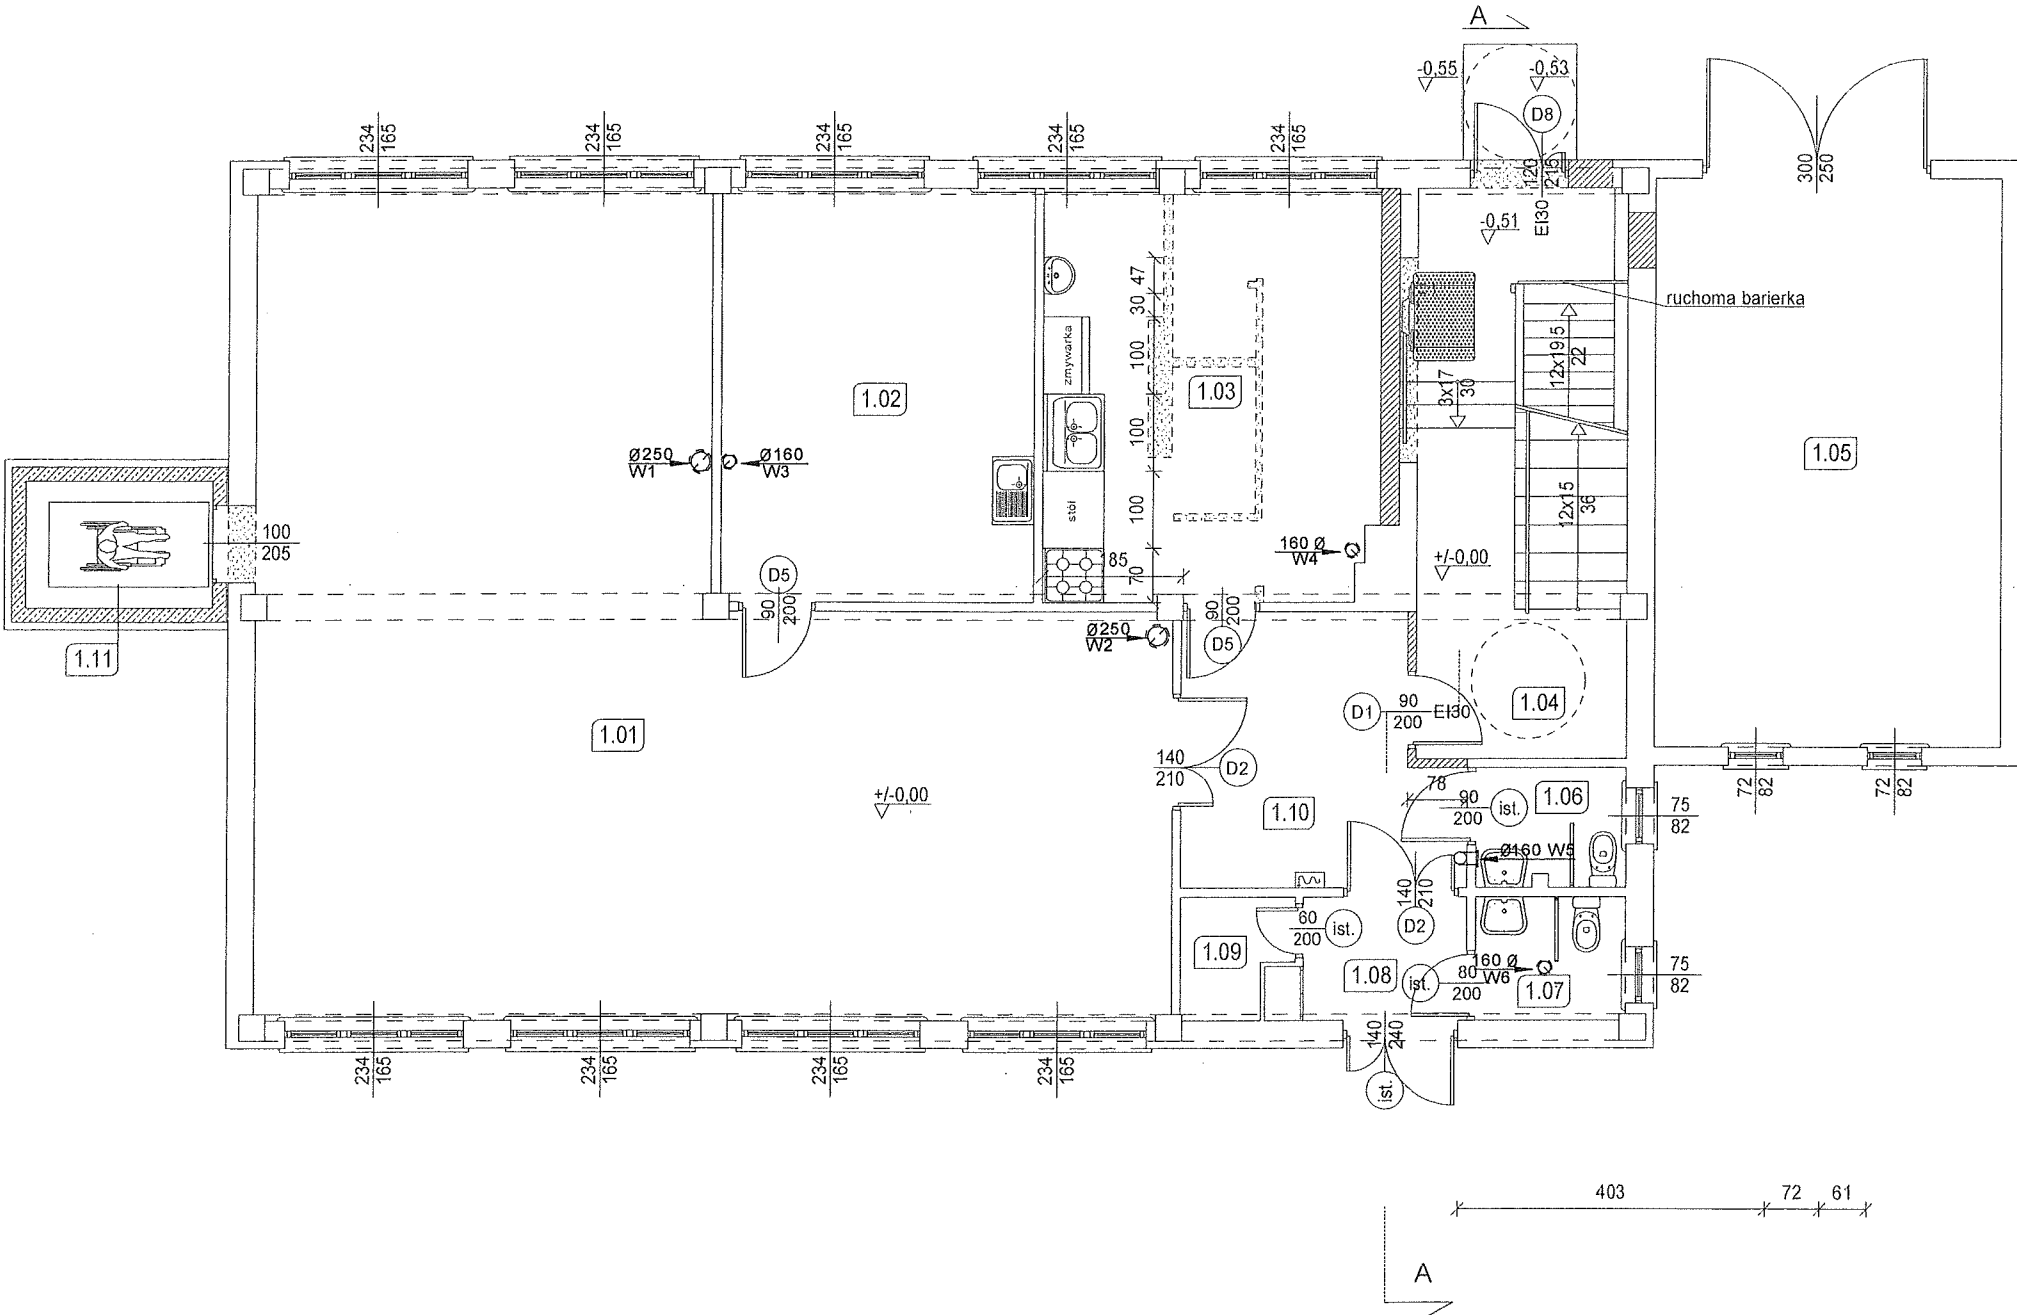 A
-0,55
-0,53
D8
234
165
234
165
234
165
234
165
234
165
120
215
EI30
300
250
-0,51
ruchoma barierka
47
30
100
100
100
70
85
zmywarka
stół
1.02
1.03
12x19,5
22
3x17
30
12x15
36
1.05
Ø250
W1
Ø160
W3
100
205
1.11
160 Ø
W4
+/-0,00
D5
90
200
Ø250
W2
90
200
D5
1.01
D1
90
200
EI30
1.04
140
210
D2
+/-0,00
1.10
78
90
200
ist.
1.06
72
82
72
82
75
82
Ø160 W5
140
210
D2
60
200
ist.
1.09
1.08
ist.
160 Ø
W6
80
200
1.07
75
82
234
165
234
165
234
165
234
165
140
240
ist.
403
72
61
A